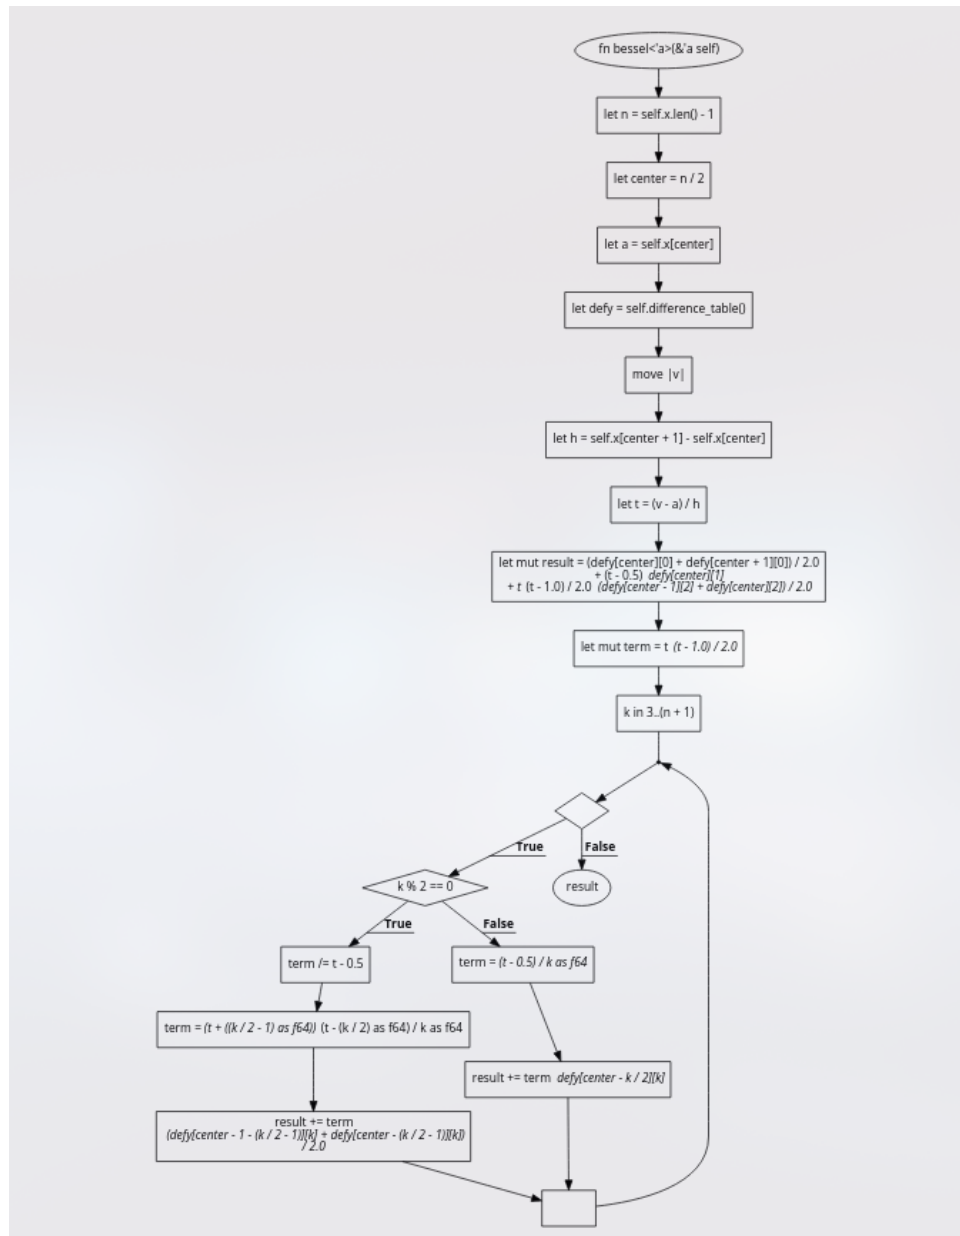 fn bessel<'a>(&'a self)
let n = self.x.len() - 1
let center = n / 2
let a = self.x[center]
let defy = self.difference_table()
move |v|
let h = self.x[center + 1] - self.x[center]
let t = (v - a) / h
let mut result = (defy[center][0] + defy[center + 1][0]) / 2.0
+ (t - 0.5) defy[center][1]
+ t (t - 1.0) / 2.0 (defy[center - 1][2] + defy[center][2]) / 2.0
let mut term = t (t - 1.0) / 2.0
k in 3..(n + 1)
True
False
k % 2 == 0
result
True
False
term /= t - 0.5
term = (t - 0.5) / k as f64
term = (t + ((k / 2 - 1) as f64)) (t - (k / 2) as f64) / k as f64
result += term defy[center - k / 2][k]
result += term
(defy[center - 1 - (k / 2 - 1)][k] + defy[center - (k / 2 - 1)][k])
/ 2.0